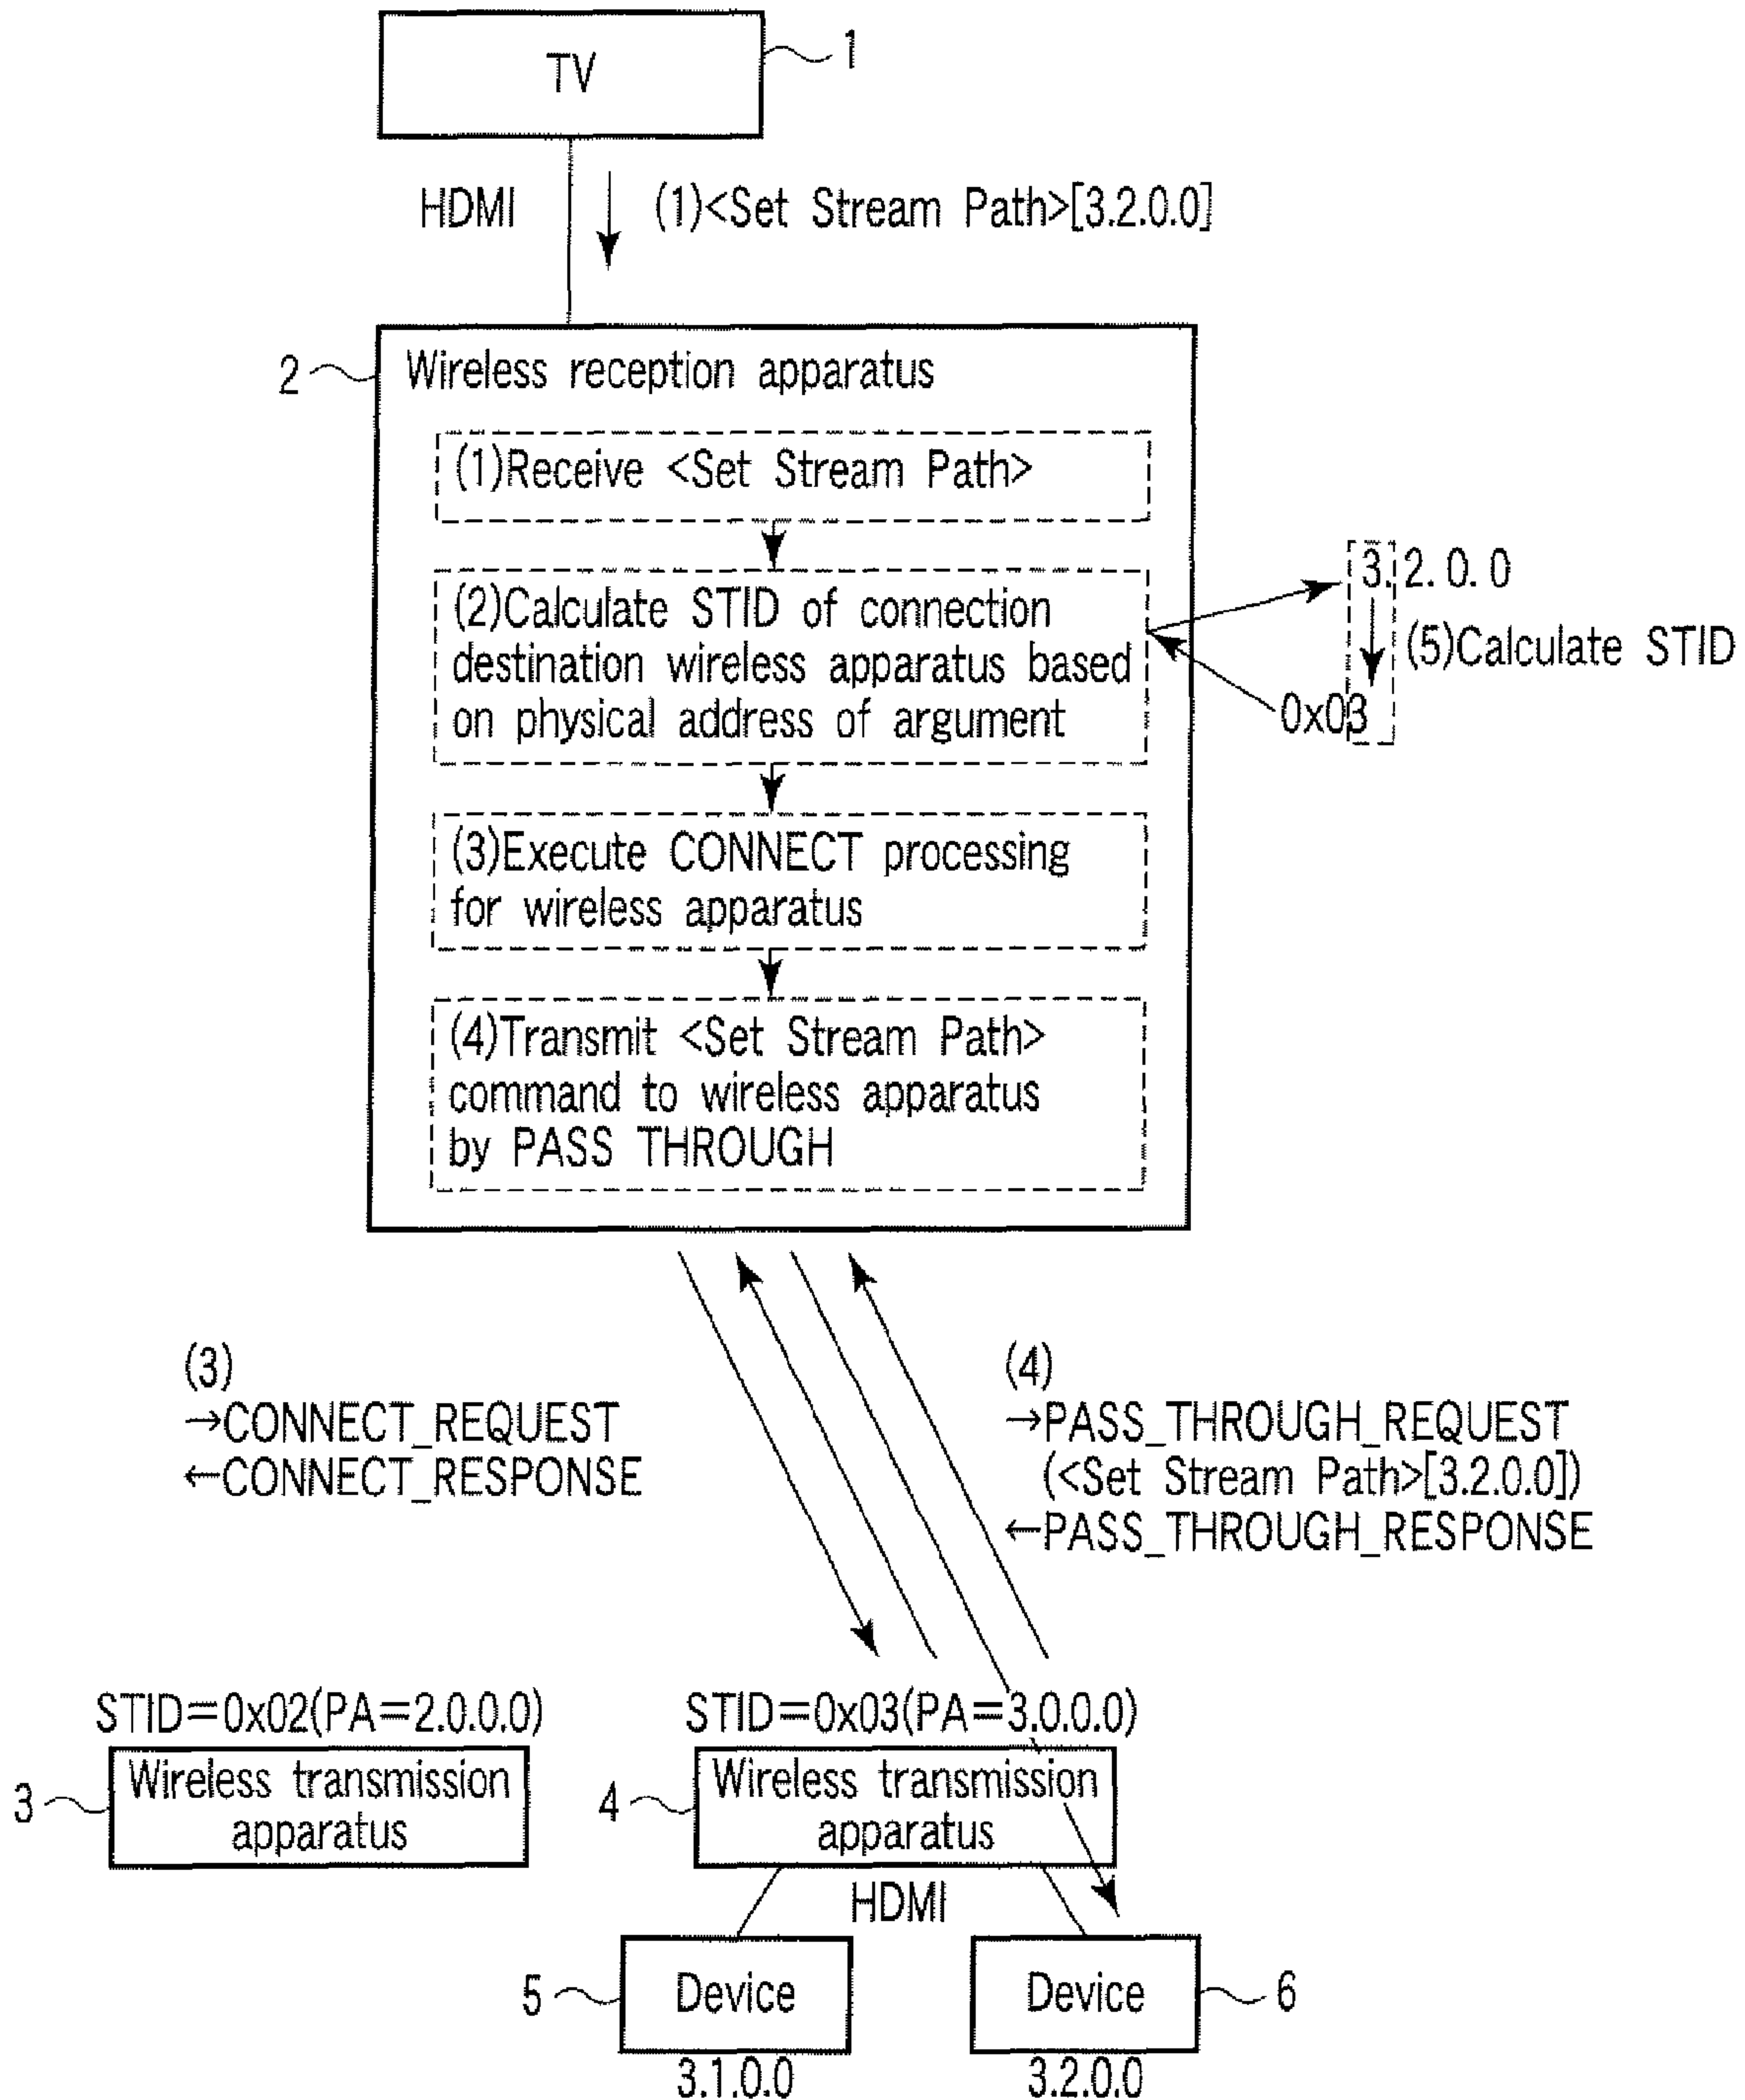 TV
1
HDMI
(1)<Set Stream Path>[3.2.0.0]
2
Wireless reception apparatus
(1)Receive <Set Stream Path>
(2)Calculate STID of connection
destination wireless apparatus based
on physical address of argument
3.2.0.0
(5)Calculate STID
0x03
(3)Execute CONNECT processing
for wireless apparatus
(4)Transmit <Set Stream Path>
command to wireless apparatus
by PASS THROUGH
(3)
→CONNECT_REQUEST
←CONNECT_RESPONSE
(4)
→PASS_THROUGH_REQUEST
(<Set Stream Path>[3.2.0.0])
←PASS_THROUGH_RESPONSE
STID=0x02(PA=2.0.0.0)
3
Wireless transmission
apparatus
STID=0x03(PA=3.0.0.0)
4
Wireless transmission
apparatus
HDMI
5
Device
3.1.0.0
Device
6
3.2.0.0